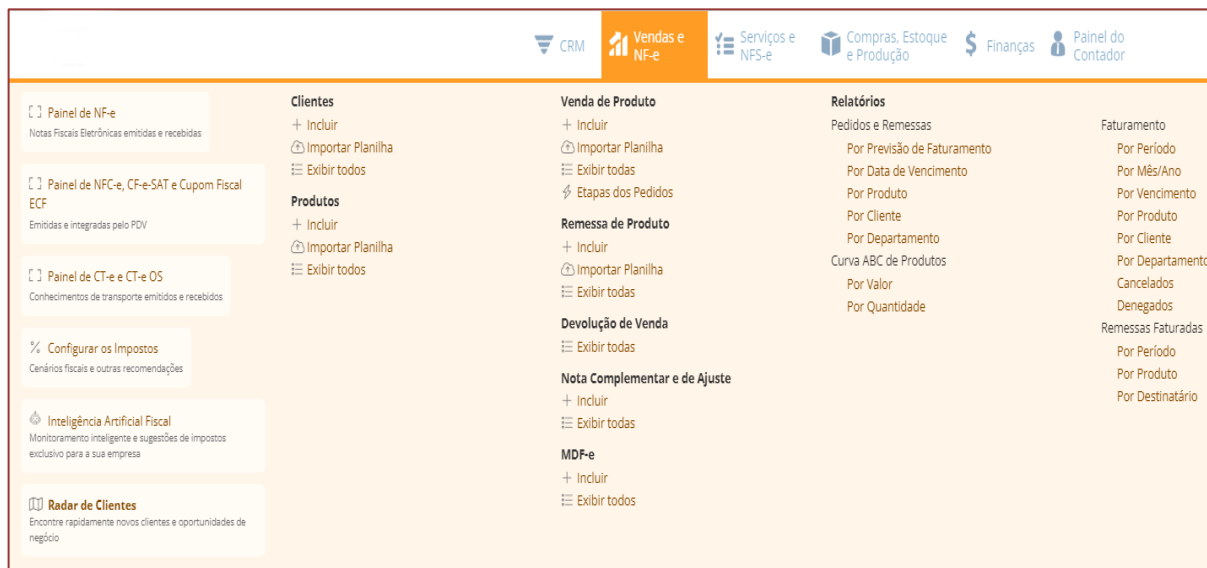 CRM
Vendas e
NF-e
Serviços e
NFS-e
Compras, Estoque
e Produção
Finanças
Painel do
Contador
Painel de NF-e
Notas Fiscais Eletrônicas emitidas e recebidas
Painel de NFC-e, CF-e-SAT e Cupom Fiscal
ECF
Emitidas e integradas pelo PDV
Painel de CT-e e CT-e OS
Conhecimentos de transporte emitidos e recebidos
Configurar os Impostos
Cenários fiscais e outras recomendações
Inteligência Artificial Fiscal
Monitoramento inteligente e sugestões de impostos
exclusivo para a sua empresa
Radar de Clientes
Encontre rapidamente novos clientes e oportunidades de
negócio
Clientes
Incluir
Importar Planilha
Exibir todos
Produtos
Incluir
Importar Planilha
Exibir todos
Venda de Produto
Incluir
Importar Planilha
Exibir todas
Etapas dos Pedidos
Remessa de Produto
Incluir
Importar Planilha
Exibir todas
Devolução de Venda
Exibir todas
Nota Complementar e de Ajuste
Incluir
Exibir todas
MDF-e
Incluir
Exibir todos
Relatórios
Pedidos e Remessas
Por Previsão de Faturamento
Por Data de Vencimento
Por Produto
Por Cliente
Por Departamento
Curva ABC de Produtos
Por Valor
Por Quantidade
Faturamento
Por Período
Por Mês/Ano
Por Vencimento
Por Produto
Por Cliente
Por Departamento
Cancelados
Denegados
Remessas Faturadas
Por Período
Por Produto
Por Destinatário